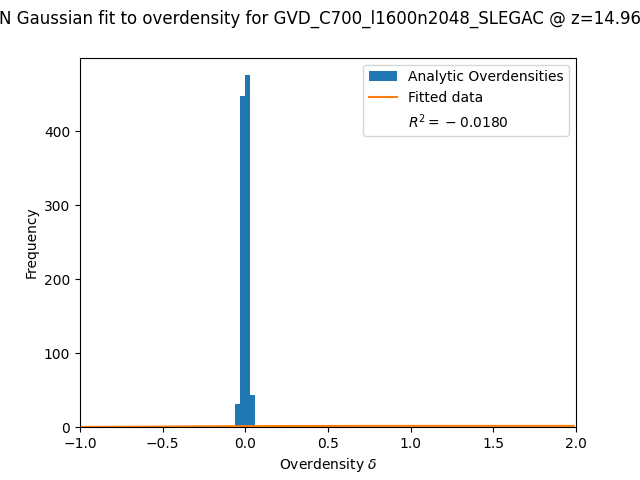 N Gaussian fit to overdensity for GVD_C700_l1600n2048_SLEGAC @ z=14.96
Analytic Overdensities
Fitted data
R² = −0.0180
Frequency
400
300
200
100
0
−1.0 −0.5 0.0 0.5 1.0 1.5 2.0
Overdensity δ